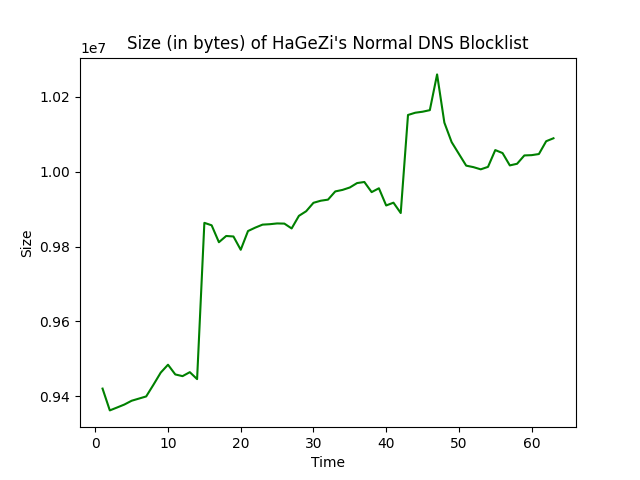 Size (in bytes) of HaGeZi's Normal DNS Blocklist
1e7
1.02
1.00
0.98
0.96
0.94
Size
0 10 20 30 40 50 60
Time